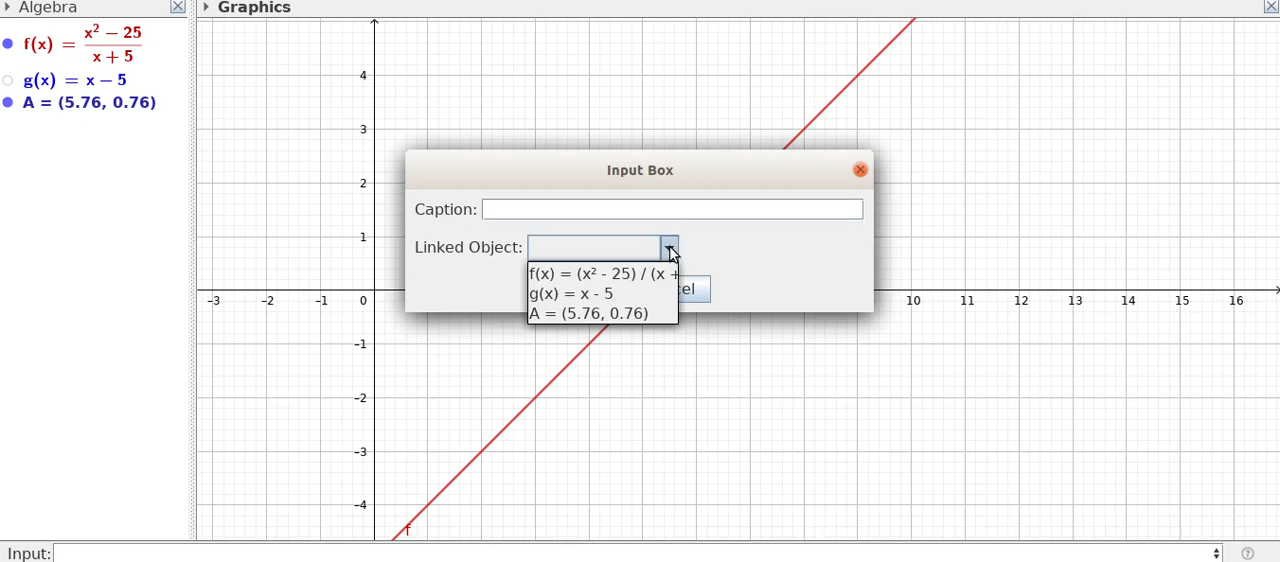 Algebra
Graphics
f(x) = x² − 25 / x + 5
g(x) = x − 5
A = (5.76, 0.76)
4
3
2
1
−3 −2 −1 0 10 11 12 13 14 15 16
−1
−2
−3
−4
f
Input Box
Caption:
Linked Object:
f(x) = (x² - 25) / (x +
g(x) = x - 5
cel
A = (5.76, 0.76)
Input: